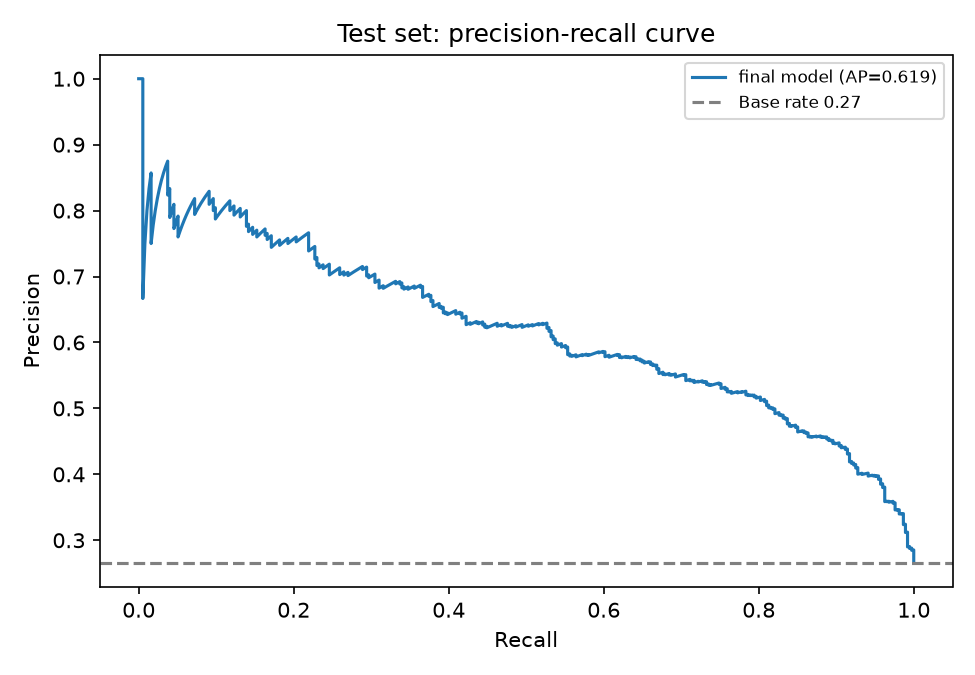 Test set: precision-recall curve
final model (AP=0.619)
Base rate 0.27
1.0
0.9
0.8
0.7
0.6
0.5
0.4
0.3
Precision
0.0
0.2
0.4
0.6
0.8
1.0
Recall